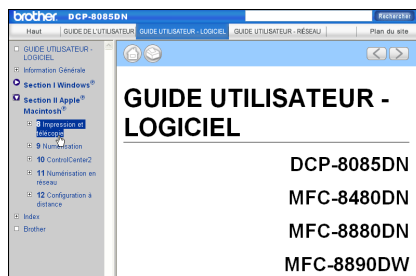 brother. DCP-8085DN
Rechercher
Haut
GUIDE DE L'UTILISATEUR
GUIDE UTILISATEUR - LOGICIEL
GUIDE UTILISATEUR - RÉSEAU
Plan du site
GUIDE UTILISATEUR -
LOGICIEL
Information Générale
Section I Windows®
Section II Apple®
Macintosh®
8 Impression et
télécopie
9 Numérisation
10 ControlCenter2
11 Numérisation en
réseau
12 Configuration à
distance
Index
Brother
GUIDE UTILISATEUR -
LOGICIEL
DCP-8085DN
MFC-8480DN
MFC-8880DN
MFC-8890DW